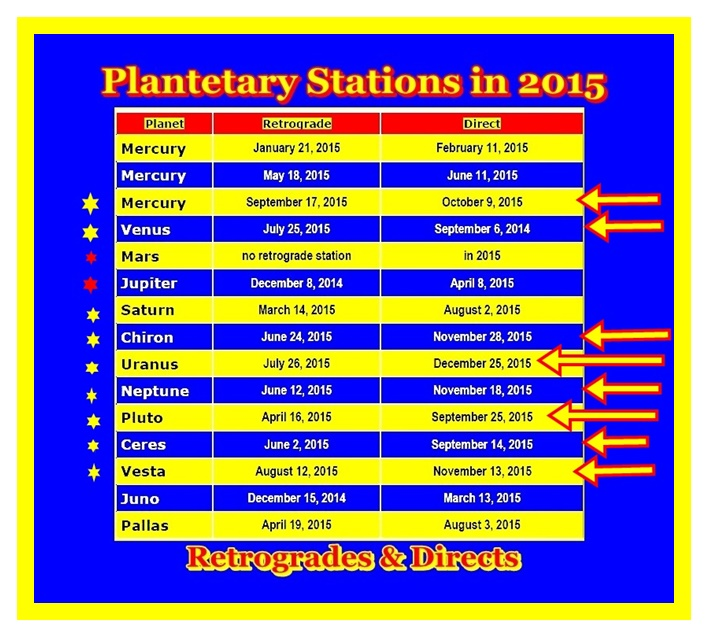 Plantetary Stations in 2015
Planet Retrograde Direct
Mercury January 21, 2015 February 11, 2015
Mercury May 18, 2015 June 11, 2015
Mercury September 17, 2015 October 9, 2015
Venus July 25, 2015 September 6, 2014
Mars no retrograde station in 2015
Jupiter December 8, 2014 April 8, 2015
Saturn March 14, 2015 August 2, 2015
Chiron June 24, 2015 November 28, 2015
Uranus July 26, 2015 December 25, 2015
Neptune June 12, 2015 November 18, 2015
Pluto April 16, 2015 September 25, 2015
Ceres June 2, 2015 September 14, 2015
Vesta August 12, 2015 November 13, 2015
Juno December 15, 2014 March 13, 2015
Pallas April 19, 2015 August 3, 2015
Retrogrades & Directs